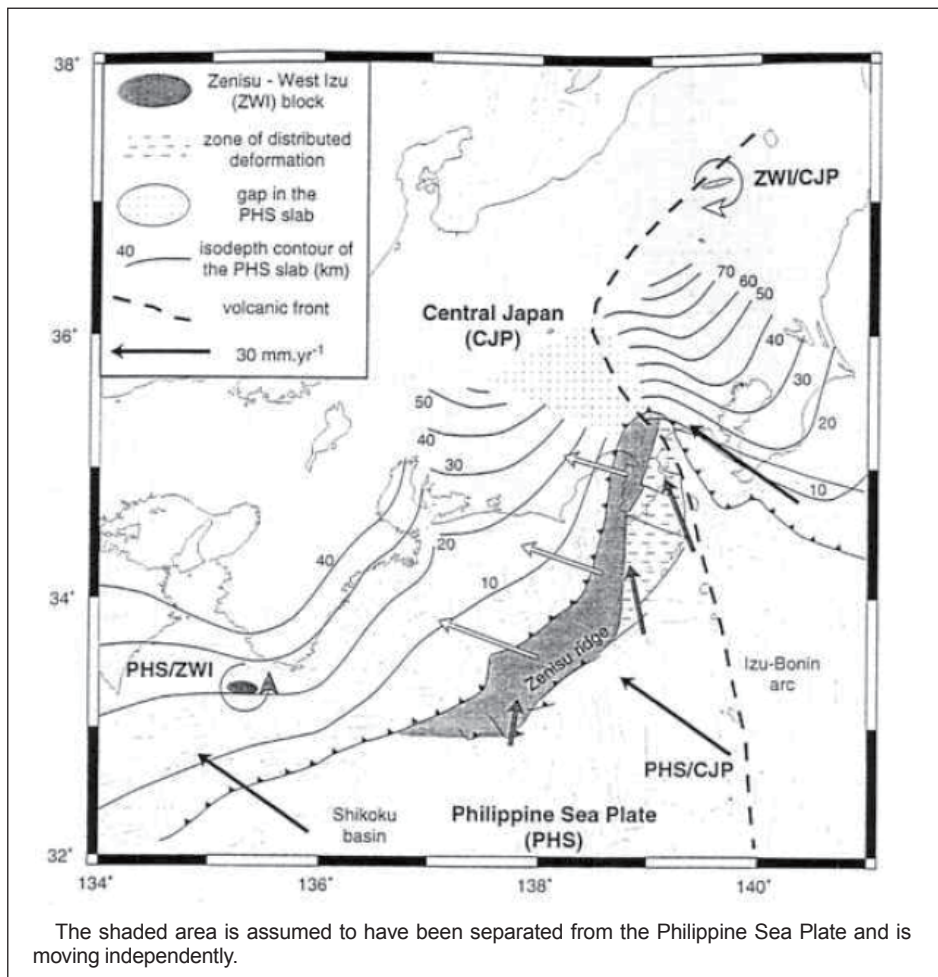 38°
36°
34°
32°
134°
136°
138°
140°
Zenisu - West Izu
(ZWI) block
zone of distributed
deformation
gap in the
PHS slab
40
isodepth contour of
the PHS slab (km)
volcanic front
30 mm.yr⁻¹
ZWI/CJP
Central Japan
(CJP)
70
60
50
40
30
20
10
50
40
30
20
10
40
PHS/ZWI
Zenisu ridge
Izu-Bonin
arc
PHS/CJP
Shikoku
basin
Philippine Sea Plate
(PHS)
The shaded area is assumed to have been separated from the Philippine Sea Plate and is
moving independently.